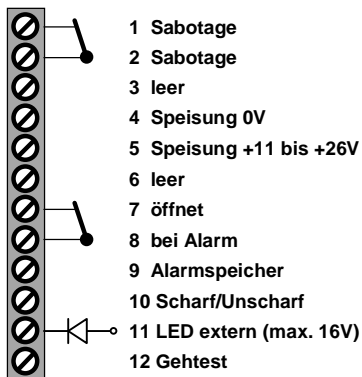 1 Sabotage
2 Sabotage
3 leer
4 Speisung 0V
5 Speisung +11 bis +26V
6 leer
7 öffnet
8 bei Alarm
9 Alarmspeicher
10 Scharf/Unscharf
11 LED extern (max. 16V)
12 Gehtest